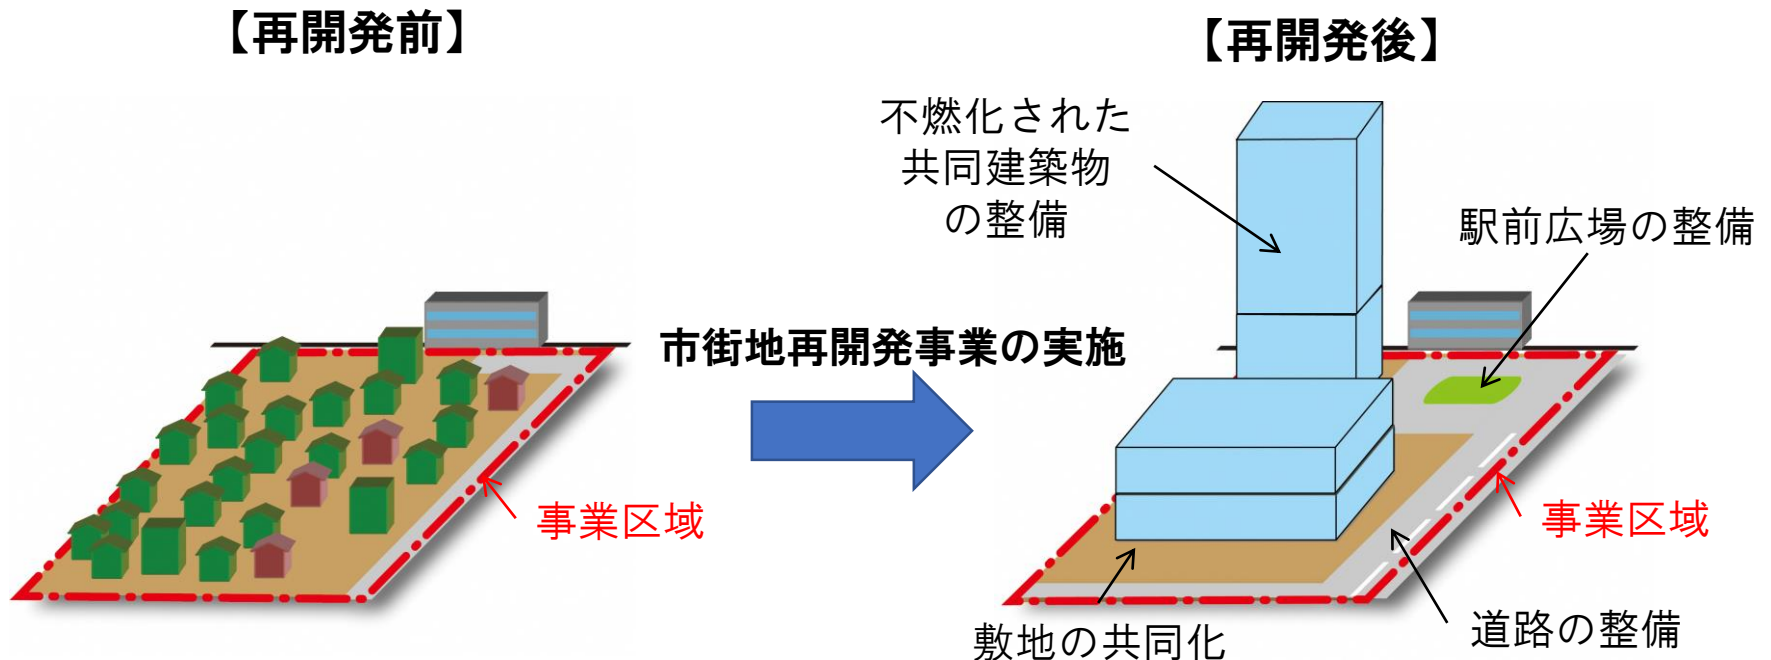 【再開発前】
事業区域
市街地再開発事業の実施
【再開発後】
不燃化された
共同建築物
の整備
駅前広場の整備
事業区域
道路の整備
敷地の共同化